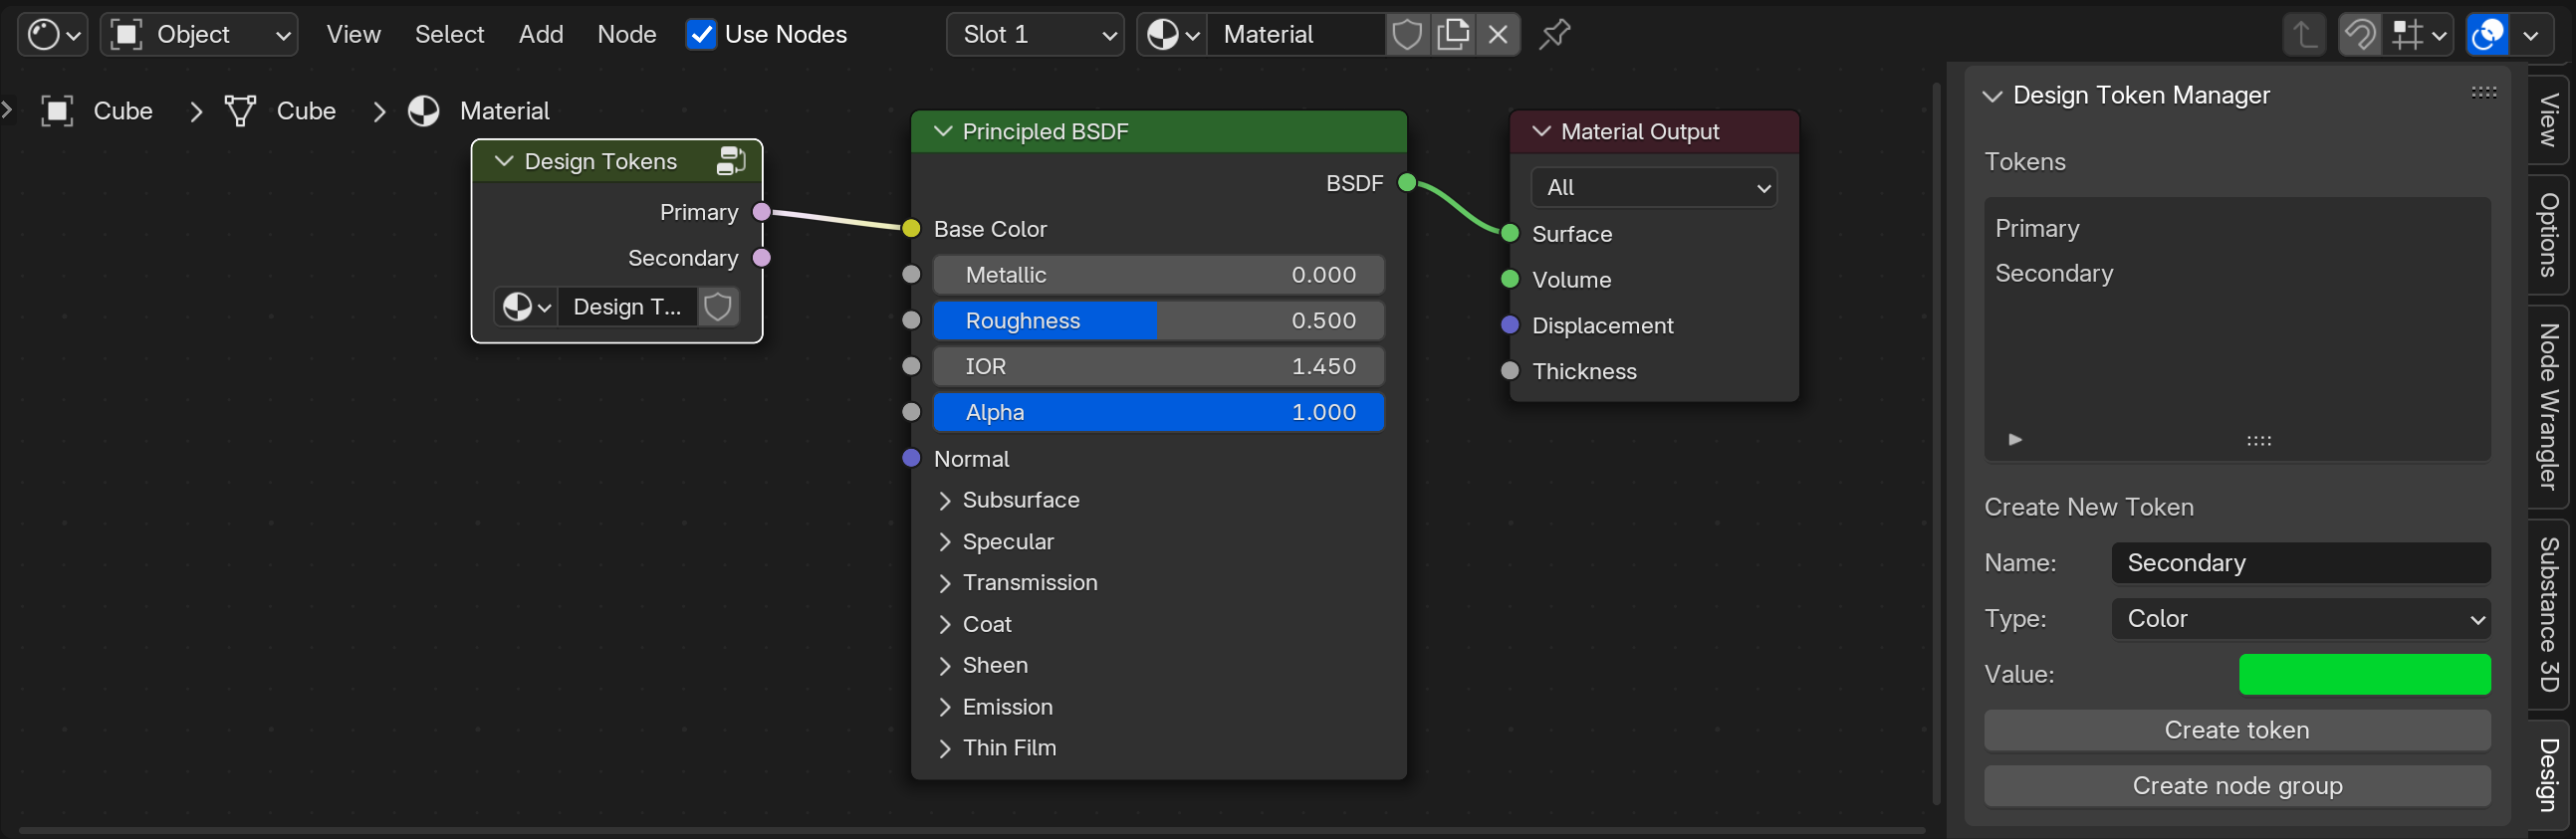 Object View Select Add Node Use Nodes Slot 1 Material
Cube Cube Material
Design Tokens
Primary
Secondary
Design T...
Principled BSDF
BSDF
Base Color
Metallic 0.000
Roughness 0.500
IOR 1.450
Alpha 1.000
Normal
Subsurface
Specular
Transmission
Coat
Sheen
Emission
Thin Film
Material Output
All
Surface
Volume
Displacement
Thickness
Design Token Manager
Tokens
Primary
Secondary
Create New Token
Name: Secondary
Type: Color
Value:
Create token
Create node group
View
Options
Node Wrangler
Substance 3D
Design